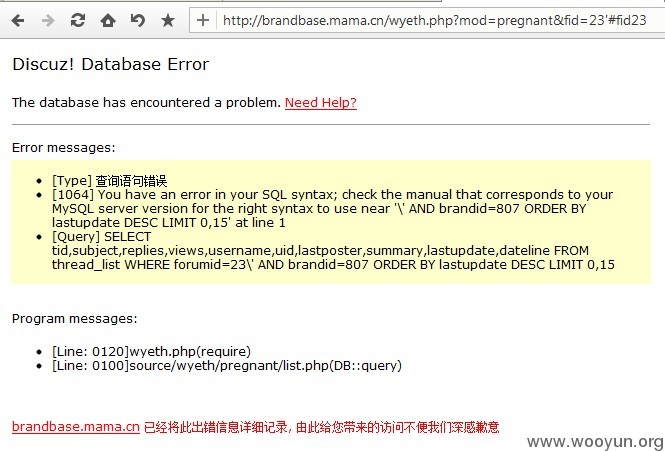 http://brandbase.mama.cn/wyeth.php?mod=pregnant&fid=23'#fid23
Discuz! Database Error
The database has encountered a problem. Need Help?
Error messages:
[Type] 查询语句错误
[1064] You have an error in your SQL syntax; check the manual that corresponds to your
MySQL server version for the right syntax to use near '\' AND brandid=807 ORDER BY
lastupdate DESC LIMIT 0,15' at line 1
[Query] SELECT
tid,subject,replies,views,username,uid,lastposter,summary,lastupdate,dateline FROM
thread_list WHERE forumid=23\' AND brandid=807 ORDER BY lastupdate DESC LIMIT 0,15
Program messages:
[Line: 0120]wyeth.php(require)
[Line: 0100]source/wyeth/pregnant/list.php(DB::query)
brandbase.mama.cn 已经将此出错信息详细记录, 由此给您带来的访问不便我们深感歉意
www.wooyun.org